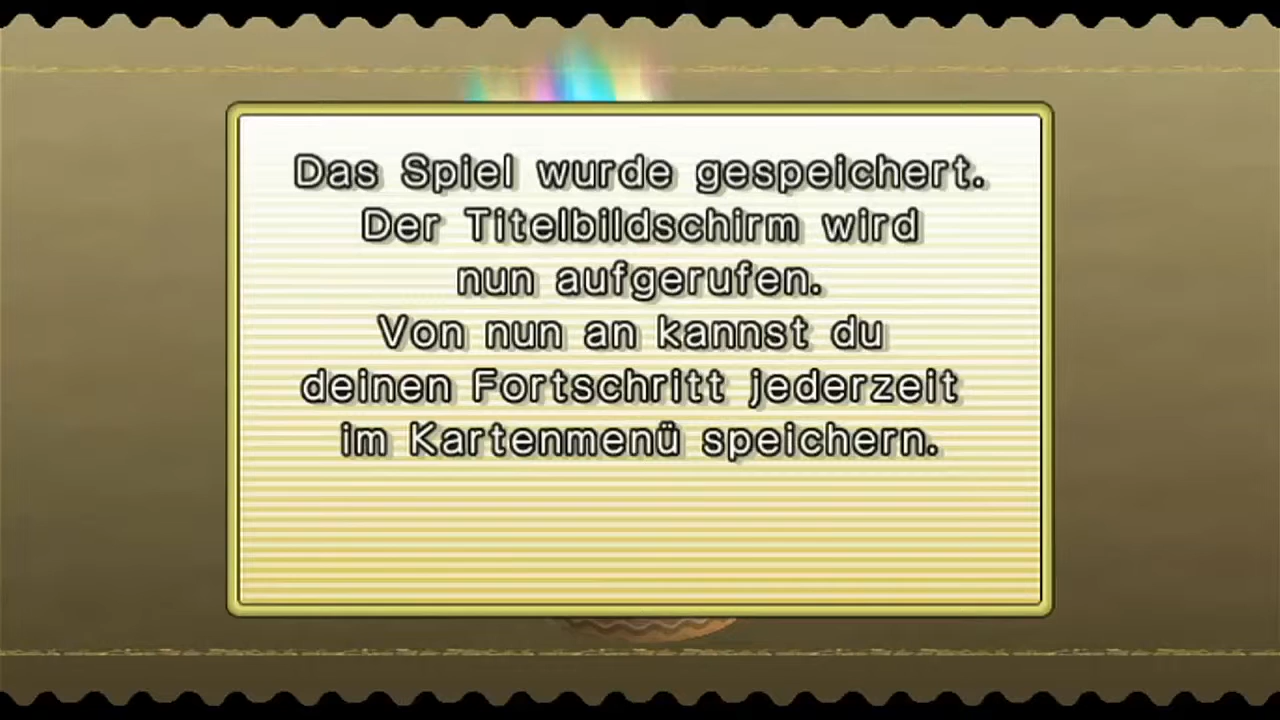 Das Spiel wurde gespeichert.
Der Titelbildschirm wird
nun aufgerufen.
Von nun an kannst du
deinen Fortschritt jederzeit
im Kartenmenü speichern.